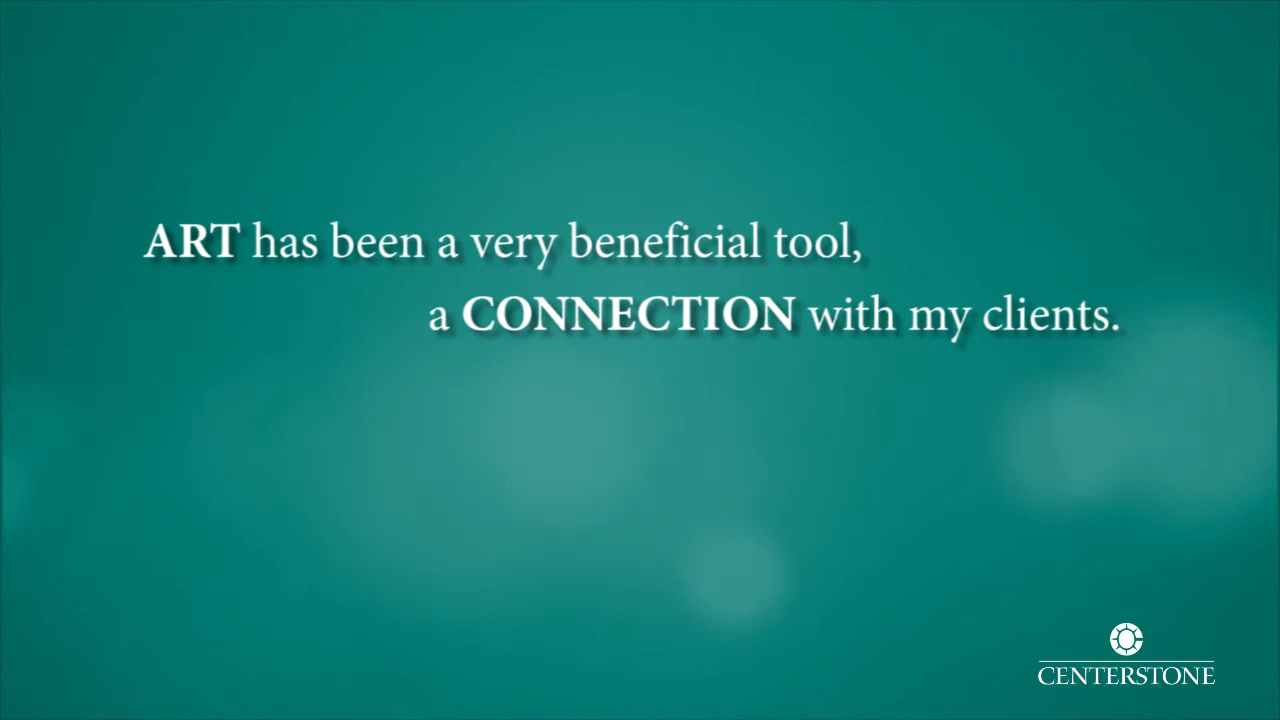 ART has been a very beneficial tool,
a CONNECTION with my clients.
CENTERSTONE